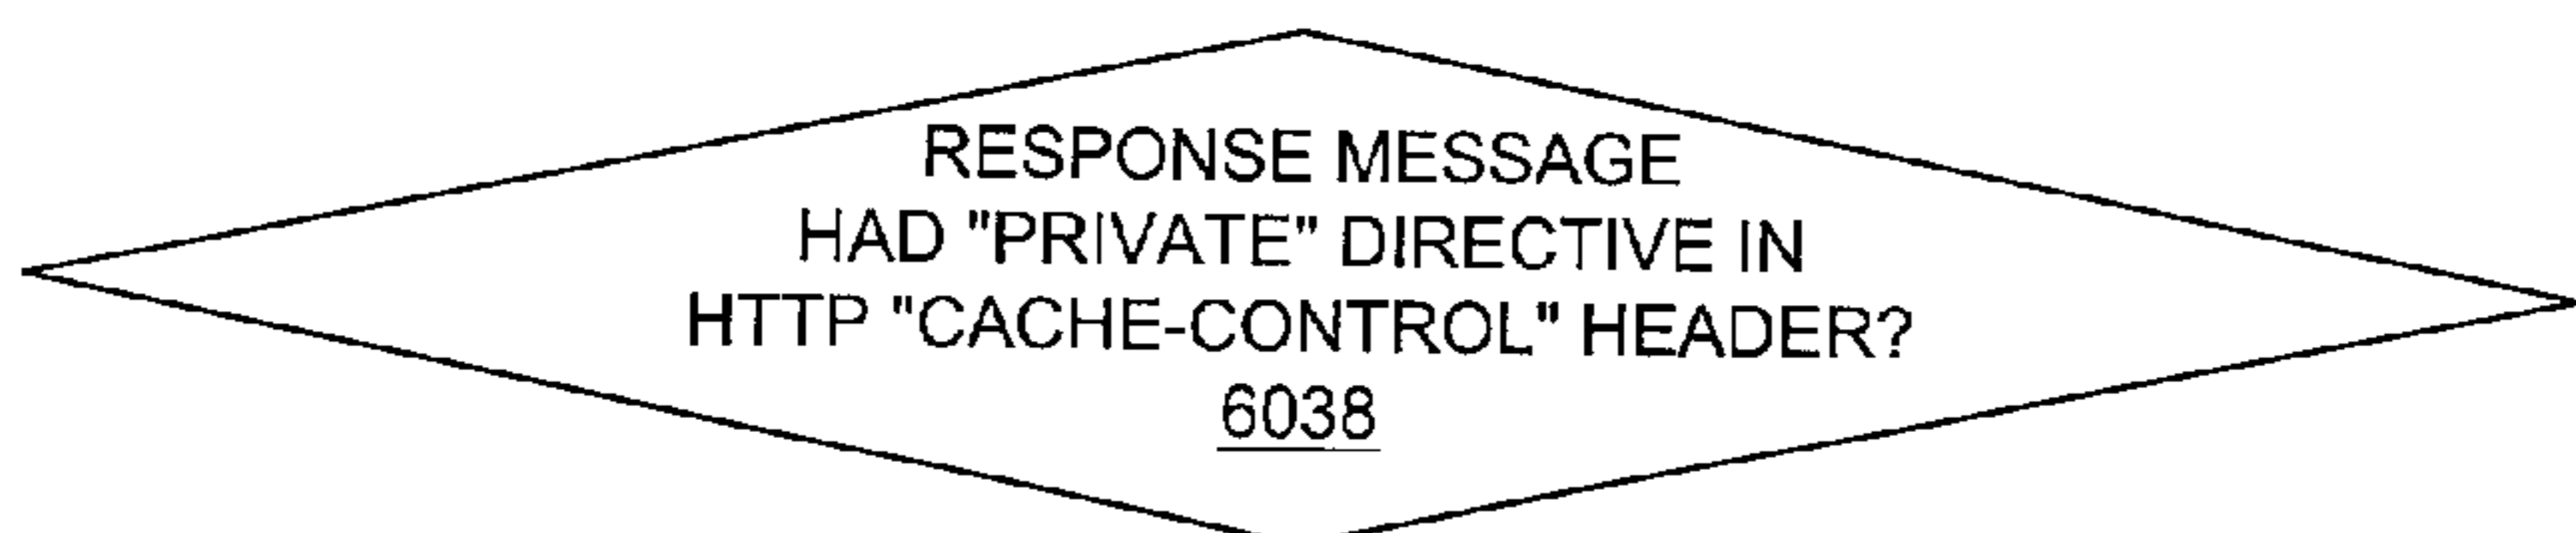 RESPONSE MESSAGE
HAD "PRIVATE" DIRECTIVE IN
HTTP "CACHE-CONTROL" HEADER?
6038